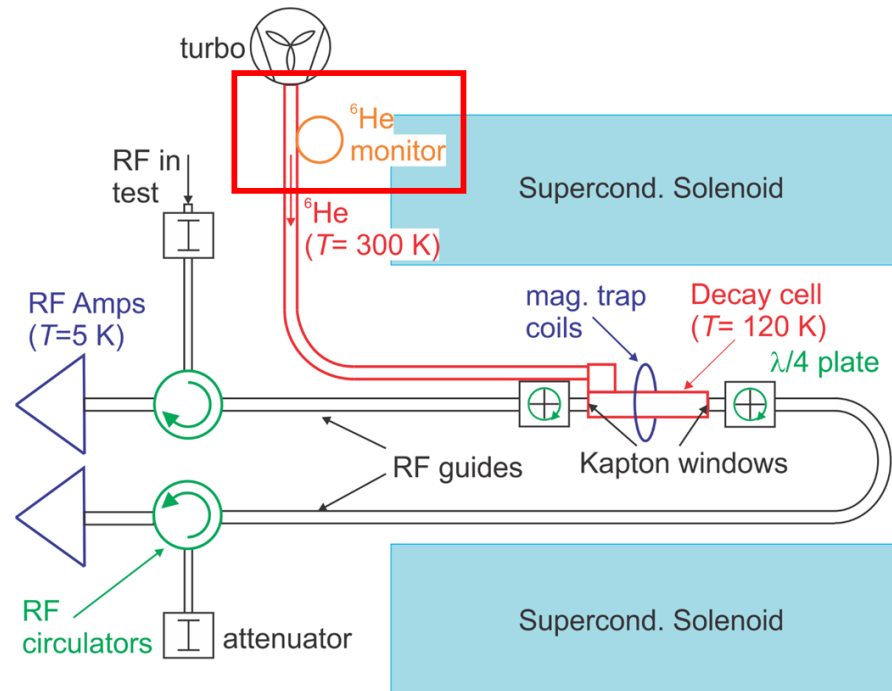 turbo
⁶He
monitor
RF in
test
⁶He
(T= 300 K)
Supercond. Solenoid
RF Amps
(T=5 K)
mag. trap
coils
Decay cell
(T= 120 K)
λ/4 plate
RF guides
Kapton windows
RF
circulators
attenuator
Supercond. Solenoid